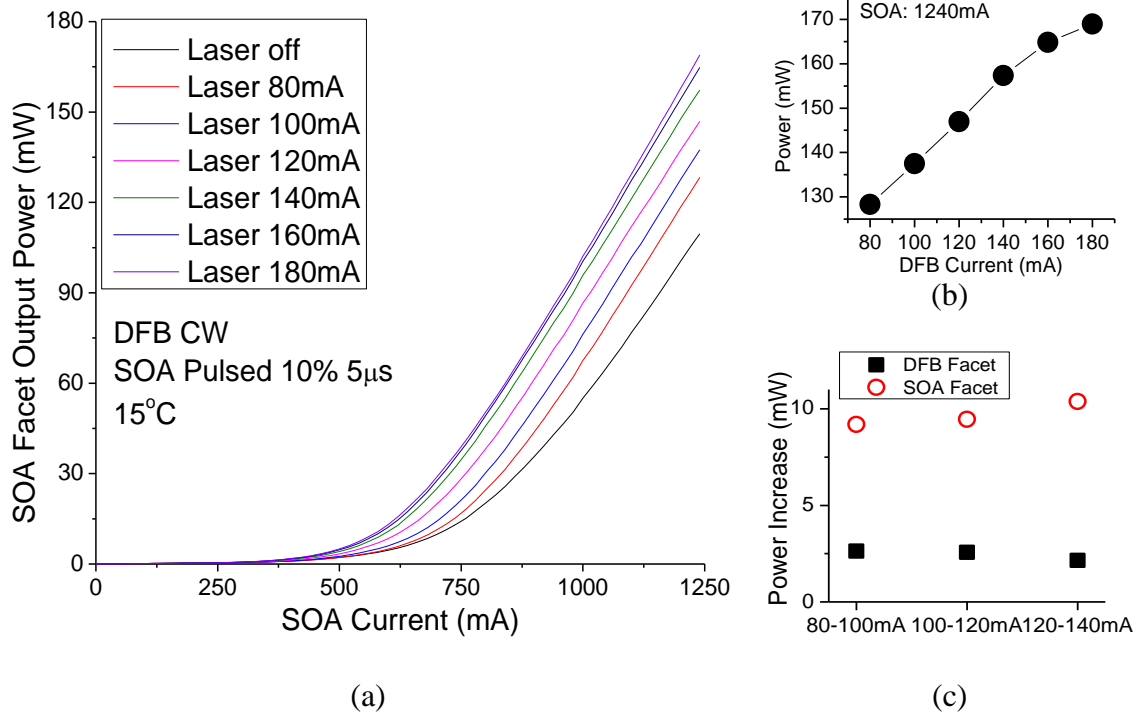 180
150
120
90
60
30
0
SOA Facet Output Power (mW)
Laser off
Laser 80mA
Laser 100mA
Laser 120mA
Laser 140mA
Laser 160mA
Laser 180mA
DFB CW
SOA Pulsed 10% 5μs
15°C
0 250 500 750 1000 1250
SOA Current (mA)
(a)
SOA: 1240mA
170
160
150
140
130
Power (mW)
80 100 120 140 160 180
DFB Current (mA)
(b)
DFB Facet
SOA Facet
10
5
0
Power Increase (mW)
80-100mA 100-120mA 120-140mA
(c)